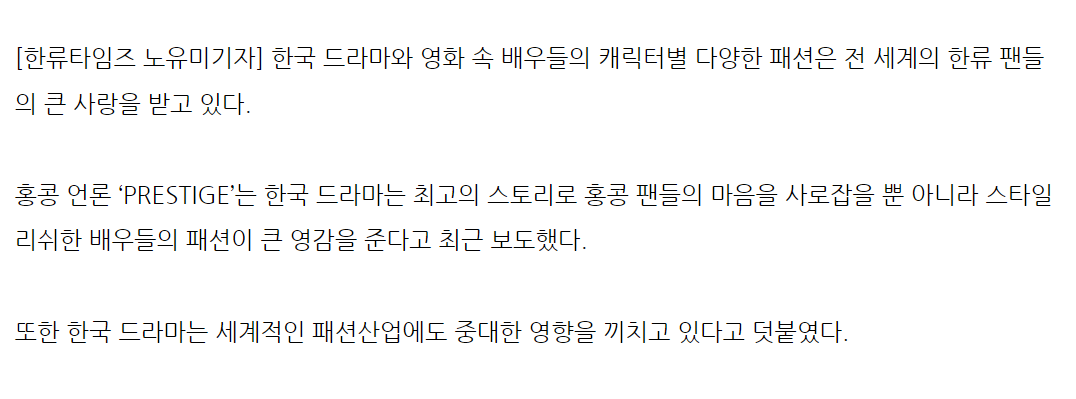 [한류타임즈 노유미기자] 한국 드라마와 영화 속 배우들의 캐릭터별 다양한 패션은 전 세계의 한류 팬들
의 큰 사랑을 받고 있다.
홍콩 언론 ‘PRESTIGE’는 한국 드라마는 최고의 스토리로 홍콩 팬들의 마음을 사로잡을 뿐 아니라 스타일
리쉬한 배우들의 패션이 큰 영감을 준다고 최근 보도했다.
또한 한국 드라마는 세계적인 패션산업에도 중대한 영향을 끼치고 있다고 덧붙였다.